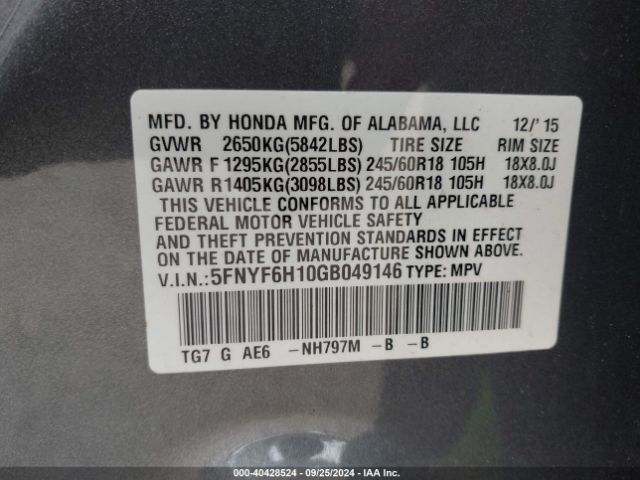 MFD. BY HONDA MFG. OF ALABAMA, LLC 12/'15
GVWR 2650KG(5842LBS) TIRE SIZE RIM SIZE
GAWR F 1295KG(2855LBS) 245/60R18 105H 18X8.0J
GAWR R 1405KG(3098LBS) 245/60R18 105H 18X8.0J
THIS VEHICLE CONFORMS TO ALL APPLICABLE
FEDERAL MOTOR VEHICLE SAFETY
AND THEFT PREVENTION STANDARDS IN EFFECT
ON THE DATE OF MANUFACTURE SHOWN ABOVE.
V.I.N.: 5FNYF6H10GB049146 TYPE: MPV
TG7 G AE6 -NH797M -B -B
000-40428524 - 09/25/2024 - IAA Inc.